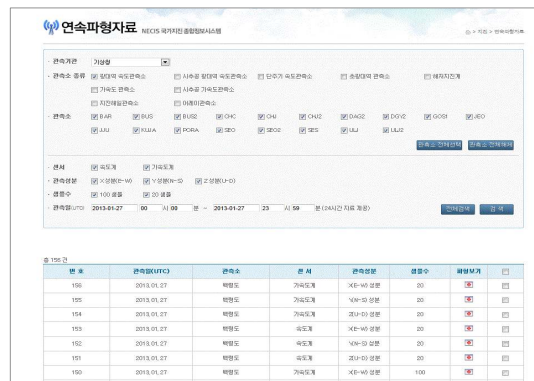 연속파형자료 NECIS 국가지진 종합정보시스템
> 지진 > 연속파형자료
· 관측기관 기상청
· 관측소 종류 광대역 속도관측소 시추공 광대역 속도관측소 단주기 속도관측소 초광대역 관측소 해저지진계
가속도 관측소 시추공 가속도관측소
지진해일관측소 어레이관측소
· 관측소 BAR BUS BUS2 CHC CHJ CHJ2 DAG2 DGY2 GOS1 JEO
JJU KUJA PORA SEO SEO2 SES ULJ ULJ2
관측소 전체선택 관측소 전체해제
· 센서 속도계 가속도계
· 관측성분 X성분(E-W) Y성분(N-S) Z성분(U-D)
· 샘플수 100 샘플 20 샘플
· 관측일(UTC) 2013-01-27 00 시 00 분 ~ 2013-01-27 23 시 59 분 (24시간 자료 제공)
전체검색 검 색
총 156 건
번 호 관측일(UTC) 관측소 센 서 관측성분 샘플수 파형보기
156 2013.01.27 백령도 가속도계 X(E-W) 성분 20
155 2013.01.27 백령도 가속도계 Y(N-S) 성분 20
154 2013.01.27 백령도 가속도계 Z(U-D) 성분 20
153 2013.01.27 백령도 속도계 X(E-W) 성분 20
152 2013.01.27 백령도 속도계 Y(N-S) 성분 20
151 2013.01.27 백령도 속도계 Z(U-D) 성분 20
150 2013.01.27 백령도 가속도계 X(E-W) 성분 100